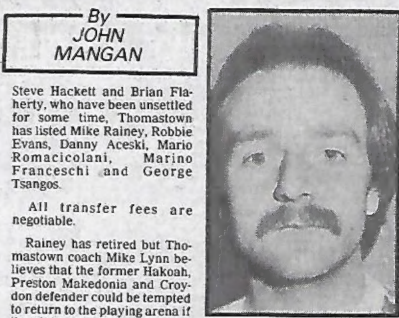 By
JOHN
MANGAN
Steve Hackett and Brian Fla-
herty, who have been unsettled
for some time, Thomastown
has listed Mike Rainey, Robbie
Evans, Danny Aceski, Mario
Romacicolani, Marino
Franceschi and George
Tsangos.
All transfer fees are
negotiable.
Rainey has retired but Tho-
mastown coach Mike Lynn be-
lieves that the former Hakoah,
Preston Makedonia and Croy-
don defender could be tempted
to return to the playing arena if